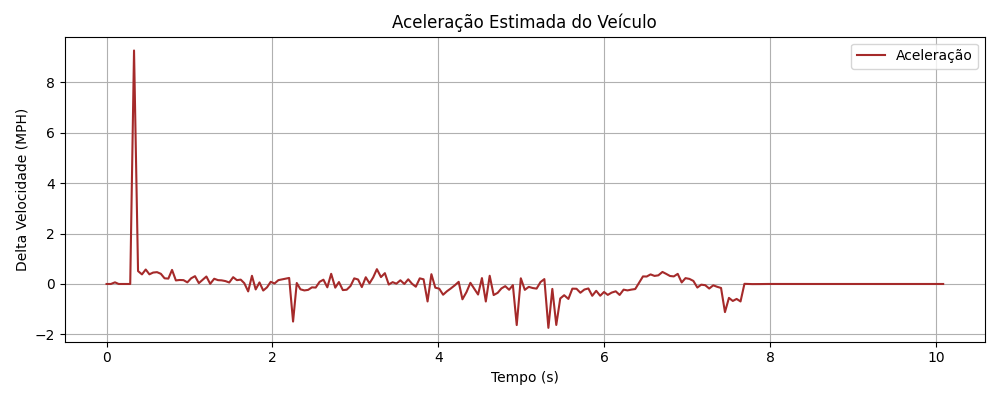 Aceleração Estimada do Veículo
Aceleração
Delta Velocidade (MPH)
8
6
4
2
0
−2
0 2 4 6 8 10
Tempo (s)